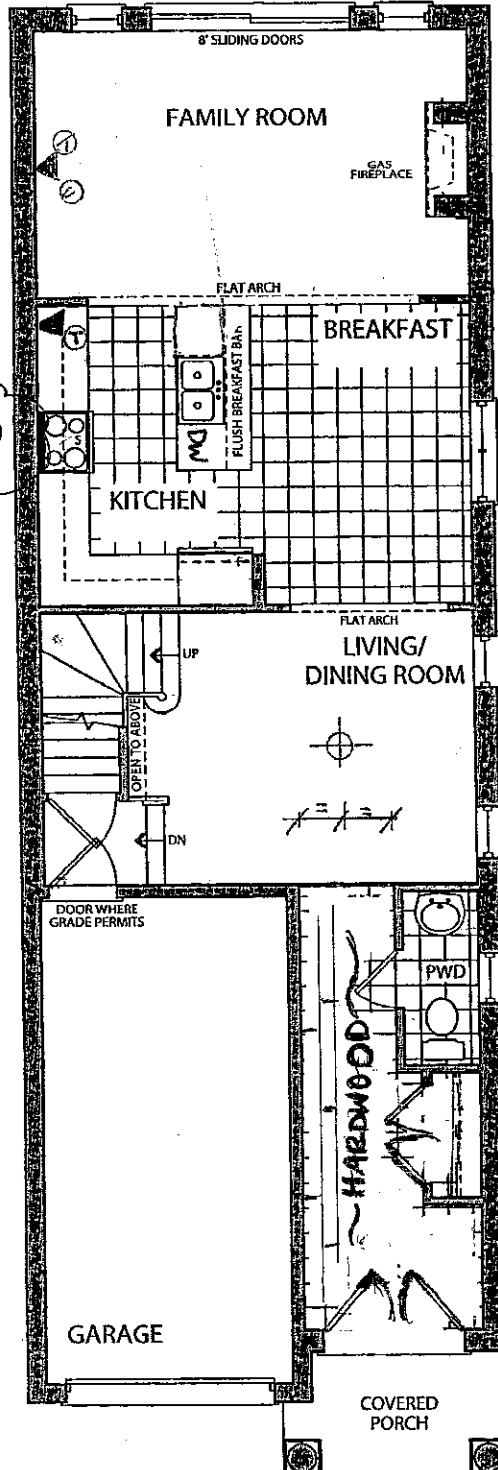 8' SLIDING DOORS
FAMILY ROOM
GAS
FIREPLACE
T
FLAT ARCH
T
BREAKFAST
FLUSH BREAKFAST BAR
DW
S
KITCHEN
FLAT ARCH
LIVING/
DINING ROOM
UP
OPEN TO ABOVE
DN
DOOR WHERE
GRADE PERMITS
PWD
~HARDWOOD~
GARAGE
COVERED
PORCH